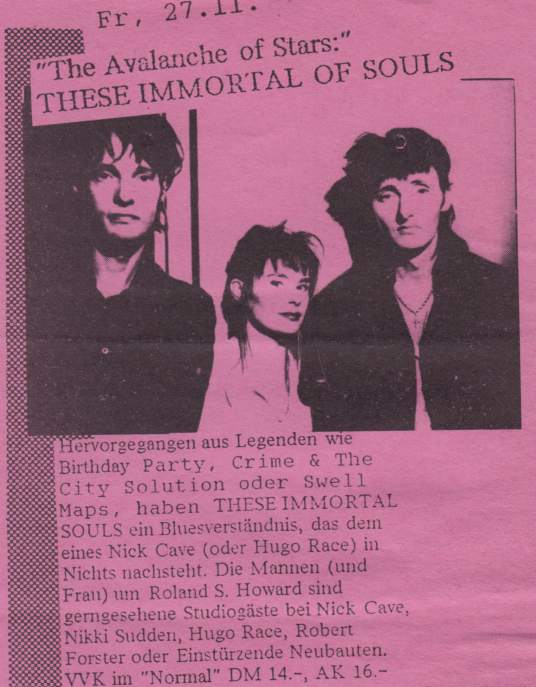 Fr, 27.11.
"The Avalanche of Stars:"
THESE IMMORTAL OF SOULS
Hervorgegangen aus Legenden wie
Birthday Party, Crime & The
City Solution oder Swell
Maps, haben THESE IMMORTAL
SOULS ein Bluesverständnis, das dem
eines Nick Cave (oder Hugo Race) in
Nichts nachsteht. Die Mannen (und
Frau) um Roland S. Howard sind
gerngesehene Studiogäste bei Nick Cave,
Nikki Sudden, Hugo Race, Robert
Forster oder Einstürzende Neubauten.
VVK im "Normal" DM 14.-, AK 16.-